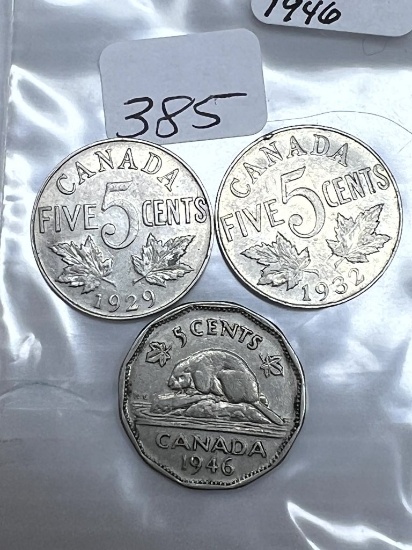 1946
385
CANADA
FIVE 5 CENTS
1929
CANADA
FIVE 5 CENTS
1932
5 CENTS
CANADA
1946